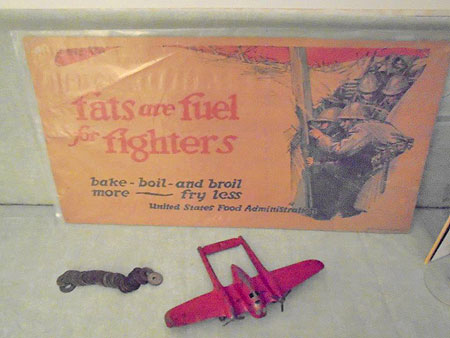 fats are fuel
for fighters
bake - boil - and broil
more — fry less
United States Food Administration